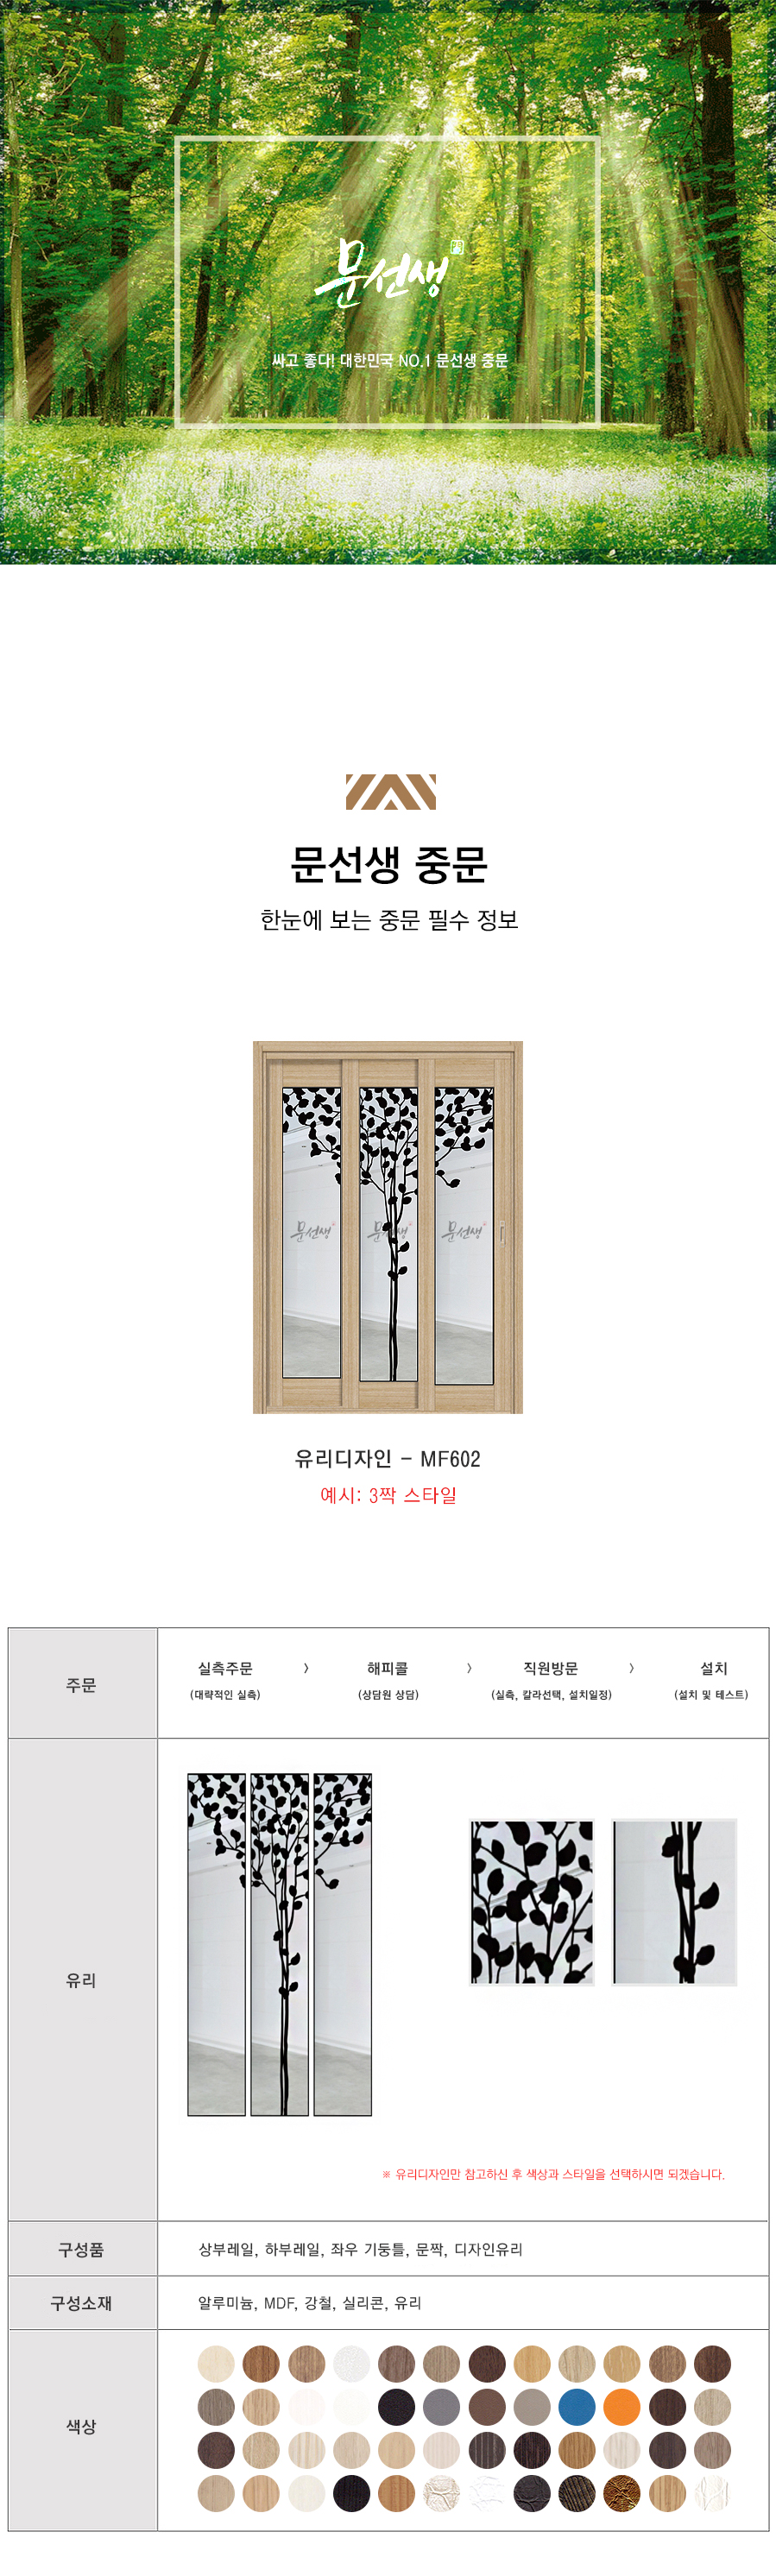 문선생
싸고 좋다! 대한민국 NO.1 문선생 중문
문선생 중문
한눈에 보는 중문 필수 정보
문선생 문선생 문선생
유리디자인 - MF602
예시: 3짝 스타일
주문
실측주문 > 해피콜 > 직원방문 > 설치
(대략적인 실측) (상담원 상담) (실측, 칼라선택, 설치일정) (설치 및 테스트)
유리
※ 유리디자인만 참고하신 후 색상과 스타일을 선택하시면 되겠습니다.
구성품
상부레일, 하부레일, 좌우 기둥틀, 문짝, 디자인유리
구성소재
알루미늄, MDF, 강철, 실리콘, 유리
색상